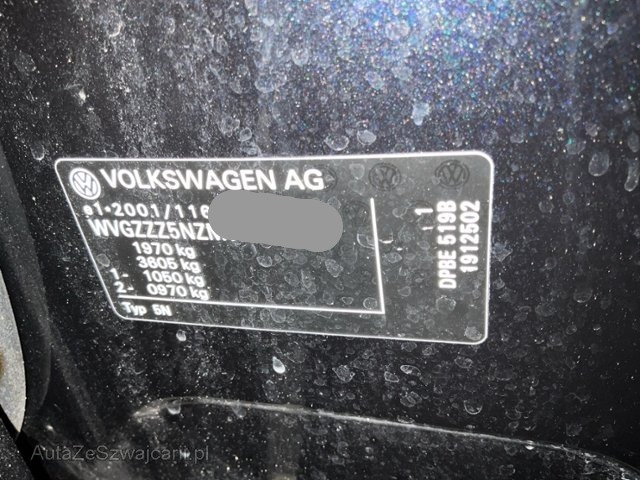 VOLKSWAGEN AG
e1*2001/116
WVGZZZ5NZ
1970 kg
3605 kg
1- 1050 kg
2- 0970 kg
Typ 5N
1
DPBE 519B
1912502
AutaZeSzwajcarii.pl